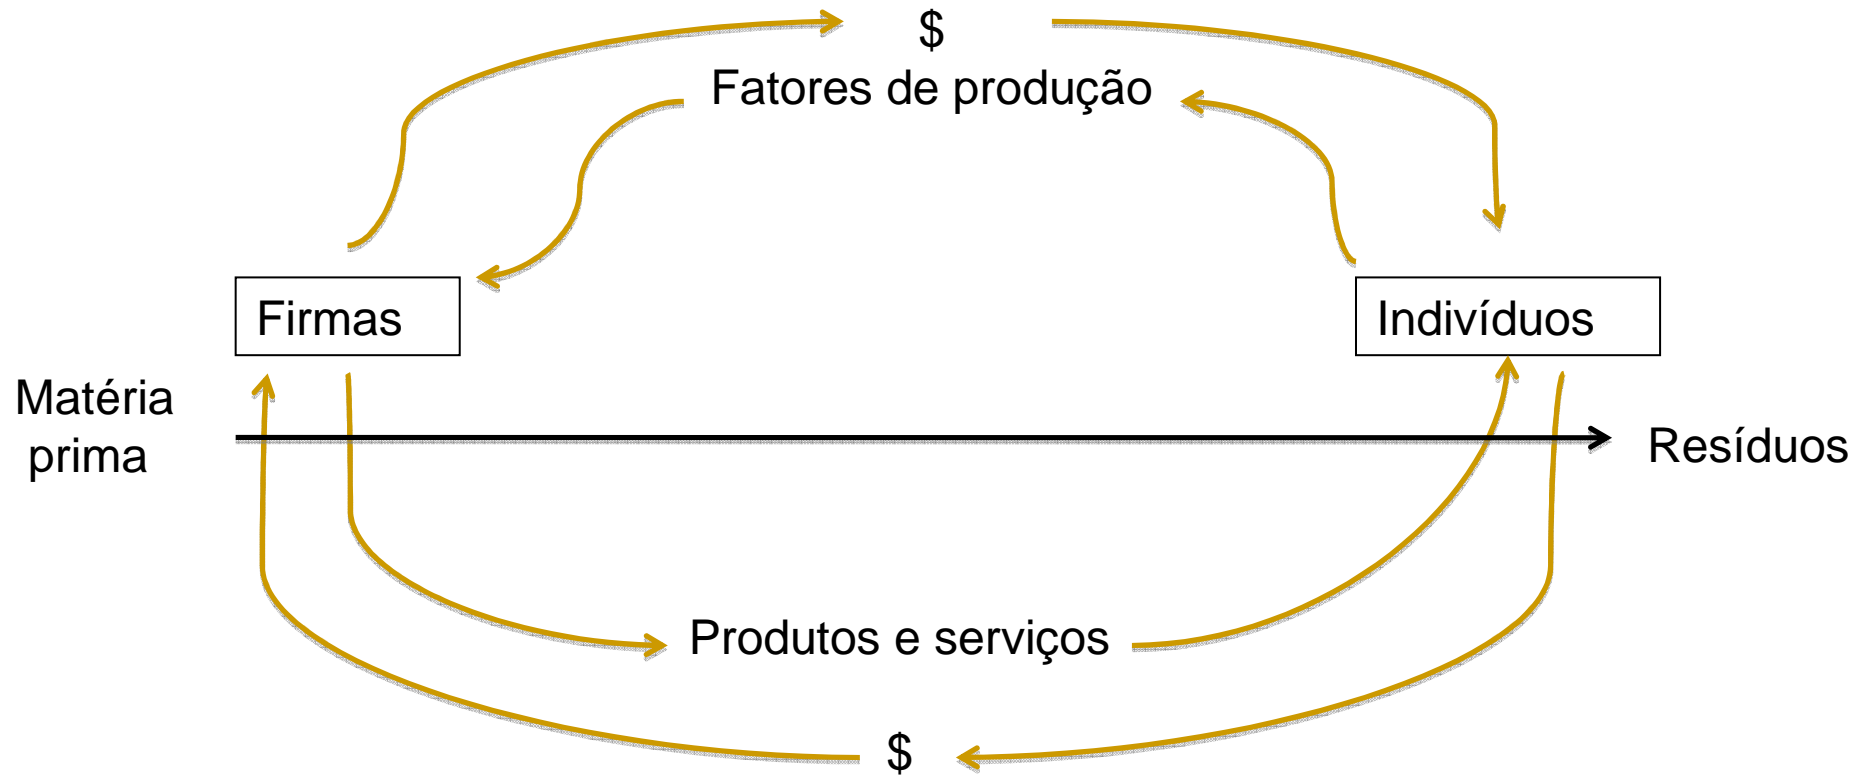 $
Fatores de produção
Firmas
Indivíduos
Matéria
prima
Resíduos
Produtos e serviços
$